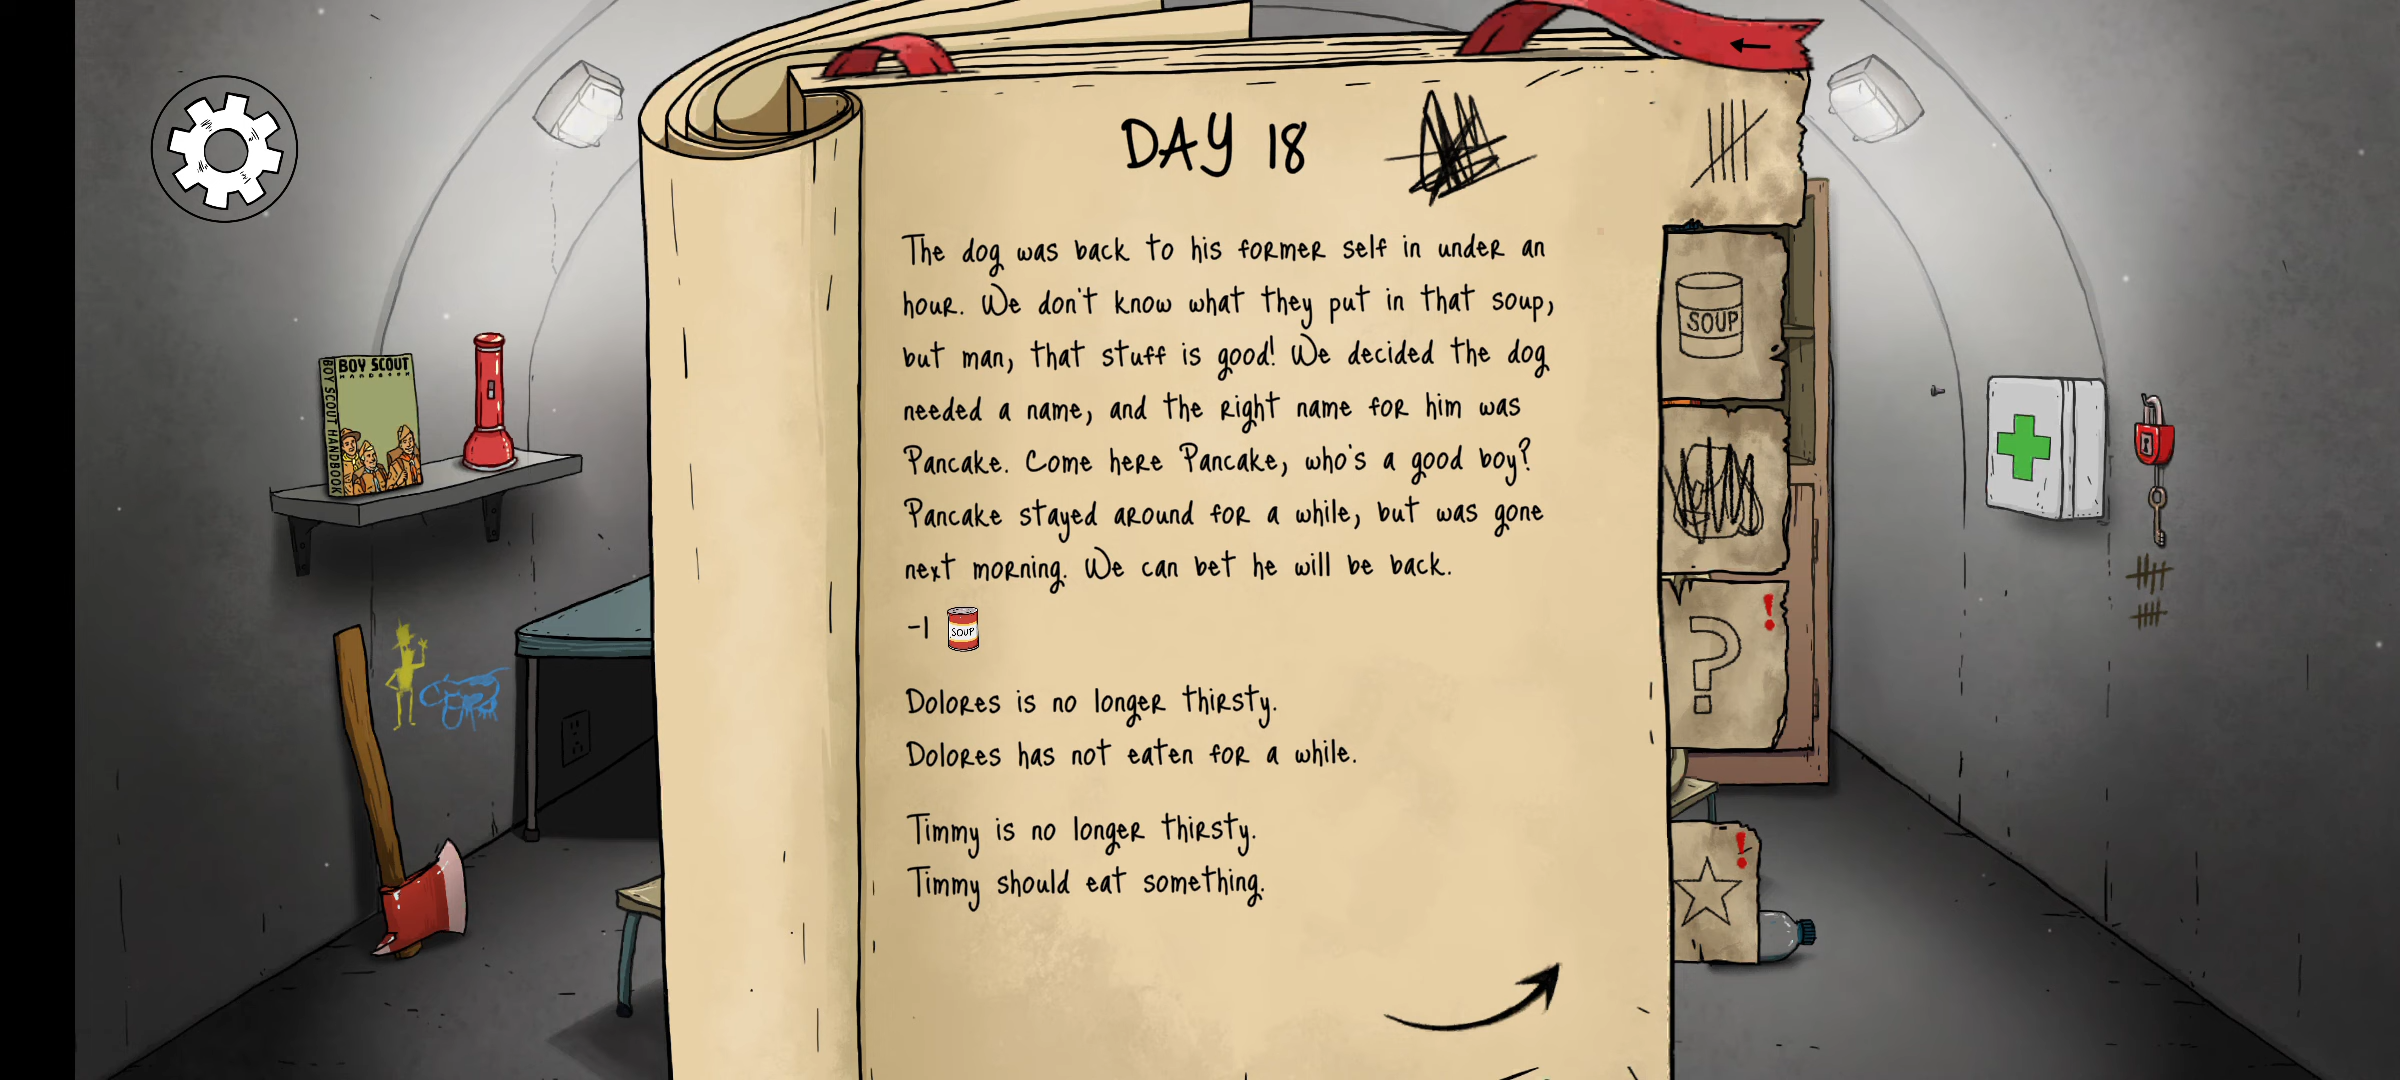 DAY 18
The dog was back to his former self in under an
hour. We don't know what they put in that soup,
but man, that stuff is good! We decided the dog
needed a name, and the right name for him was
Pancake. Come here Pancake, who's a good boy?
Pancake stayed around for a while, but was gone
next morning. We can bet he will be back.
-1 SOUP
Dolores is no longer thirsty.
Dolores has not eaten for a while.
Timmy is no longer thirsty.
Timmy should eat something.
SOUP
?
!
!
BOY SCOUT
HANDBOOK
BOY SCOUT HANDBOOK